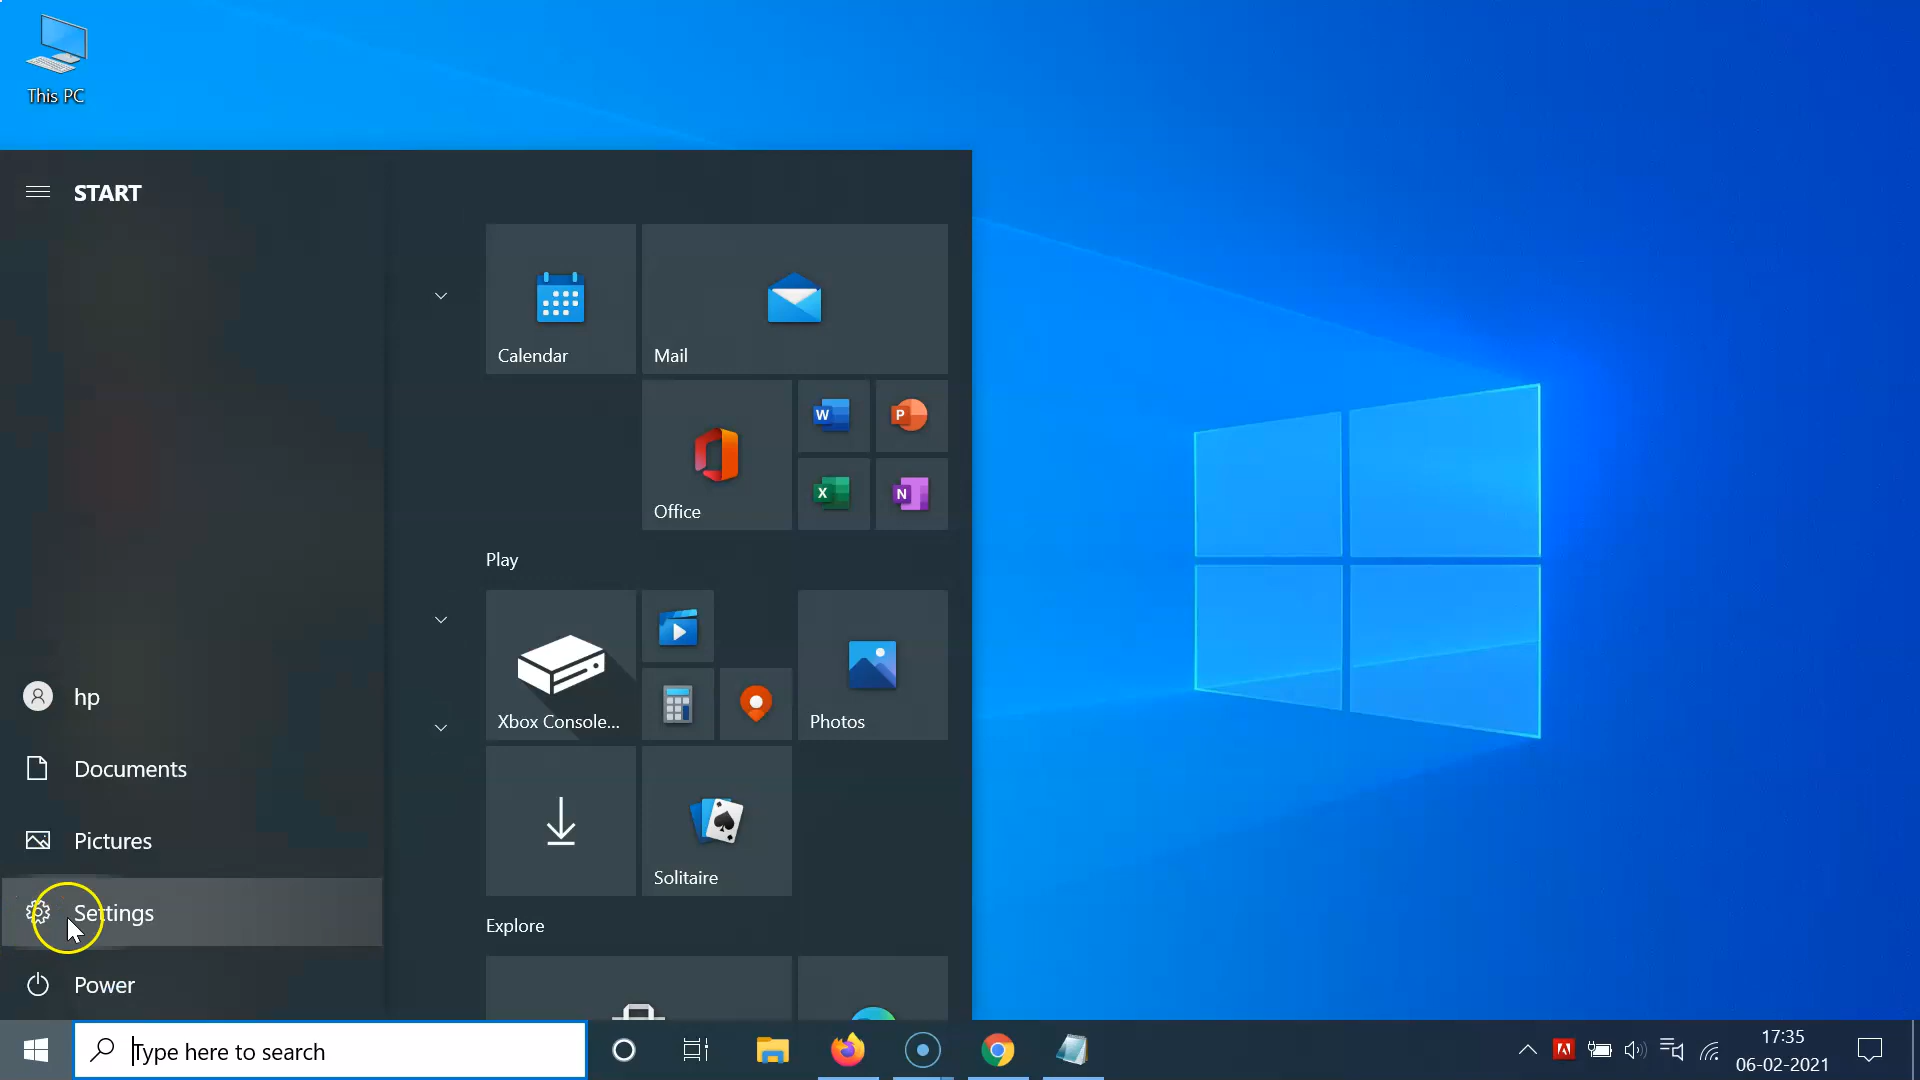 This PC
START
Calendar
Mail
W
P
Office
X
N
Play
Xbox Console...
Photos
hp
Documents
Pictures
Solitaire
Settings
Explore
Power
Type here to search
17:35
06-02-2021